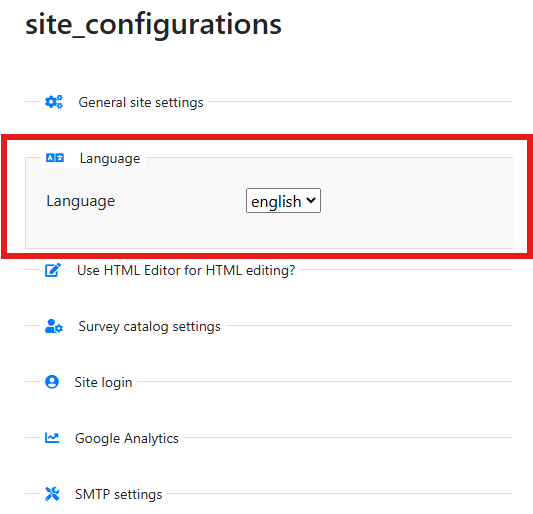 site_configurations
General site settings
Language
Language english
Use HTML Editor for HTML editing?
Survey catalog settings
Site login
Google Analytics
SMTP settings